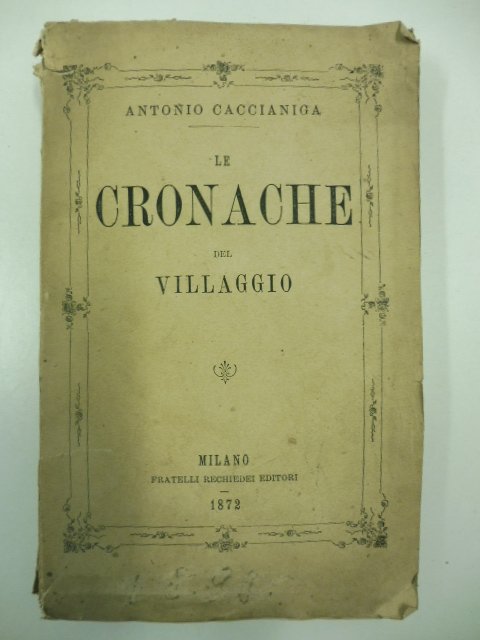 ANTONIO CACCIANIGA
LE
CRONACHE
DEL
VILLAGGIO
MILANO
FRATELLI RECHIEDEI EDITORI
1872